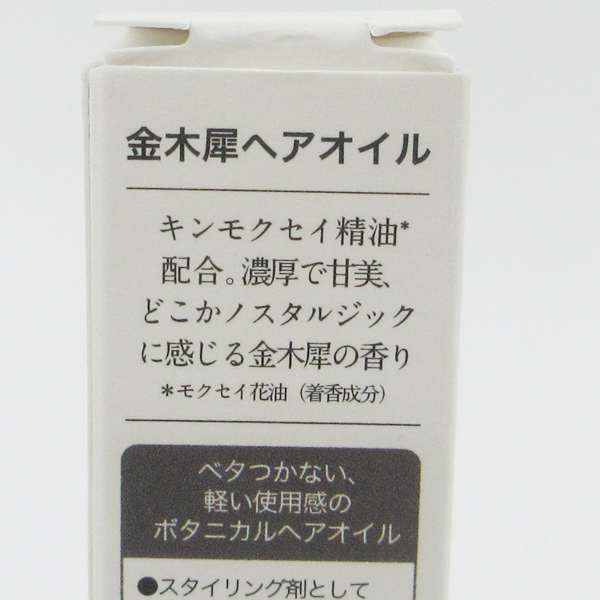 金木犀ヘアオイル
キンモクセイ精油*
配合。濃厚で甘美、
どこかノスタルジック
に感じる金木犀の香り
*モクセイ花油（着香成分）
ベタつかない、
軽い使用感の
ボタニカルヘアオイル
●スタイリング剤として